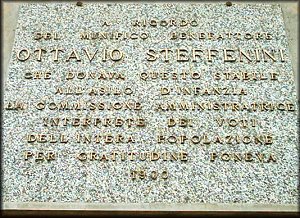 A RICORDO
DEL MUNIFICO BENEFATTORE
OTTAVIO STEFFENINI
CHE DONAVA QUESTO STABILE
ALL'ASILO D'INFANZIA
LA COMMISSIONE AMMINISTRATRICE
INTERPRETE DEI VOTI
DELL'INTERA POPOLAZIONE
PER GRATITUDINE PONEVA
1900